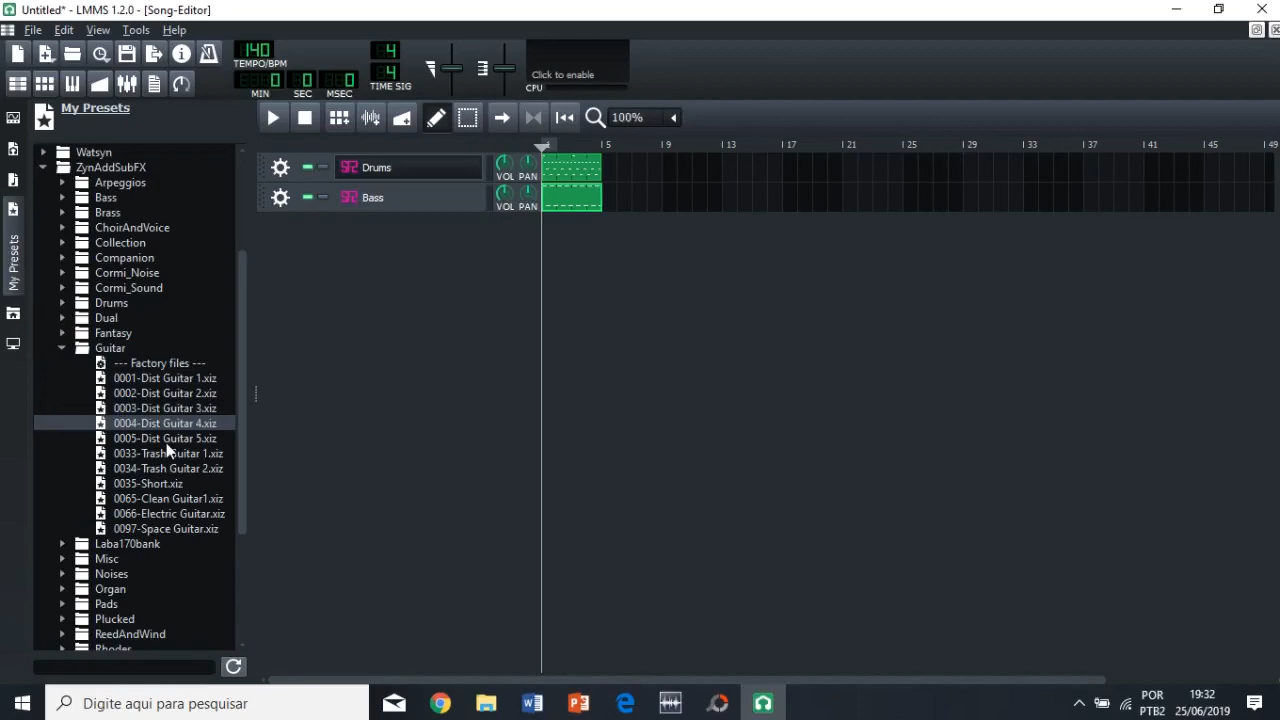 Untitled* - LMMS 1.2.0 - [Song-Editor]
File Edit View Tools Help
140
TEMPO/BPM
0 0 0
MIN SEC MSEC
4
4
TIME SIG
Click to enable
CPU
My Presets
100%
5 9 13 17 21 25 29 33 37 41 45 49
My Presets
Watsyn
ZynAddSubFX
Arpeggios
Bass
Brass
ChoirAndVoice
Collection
Companion
Cormi_Noise
Cormi_Sound
Drums
Dual
Fantasy
Guitar
--- Factory files ---
0001-Dist Guitar 1.xiz
0002-Dist Guitar 2.xiz
0003-Dist Guitar 3.xiz
0004-Dist Guitar 4.xiz
0005-Dist Guitar 5.xiz
0033-Trash Guitar 1.xiz
0034-Trash Guitar 2.xiz
0035-Short.xiz
0065-Clean Guitar1.xiz
0066-Electric Guitar.xiz
0097-Space Guitar.xiz
Laba170bank
Misc
Noises
Organ
Pads
Plucked
ReedAndWind
Rhodes
Drums
VOL PAN
Bass
VOL PAN
Digite aqui para pesquisar
POR
PTB2
19:32
25/06/2019